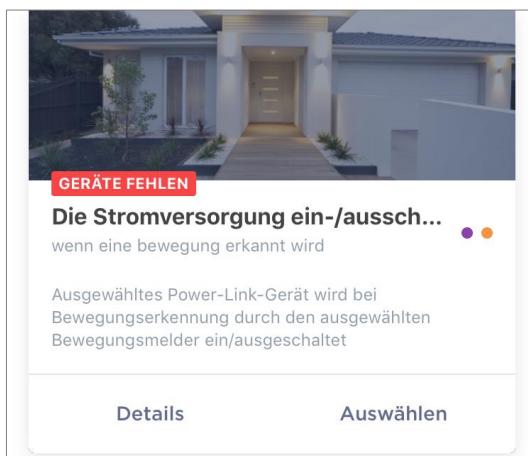 GERÄTE FEHLEN
Die Stromversorgung ein-/aussch...
wenn eine bewegung erkannt wird
Ausgewähltes Power-Link-Gerät wird bei
Bewegungserkennung durch den ausgewählten
Bewegungsmelder ein/ausgeschaltet
Details
Auswählen